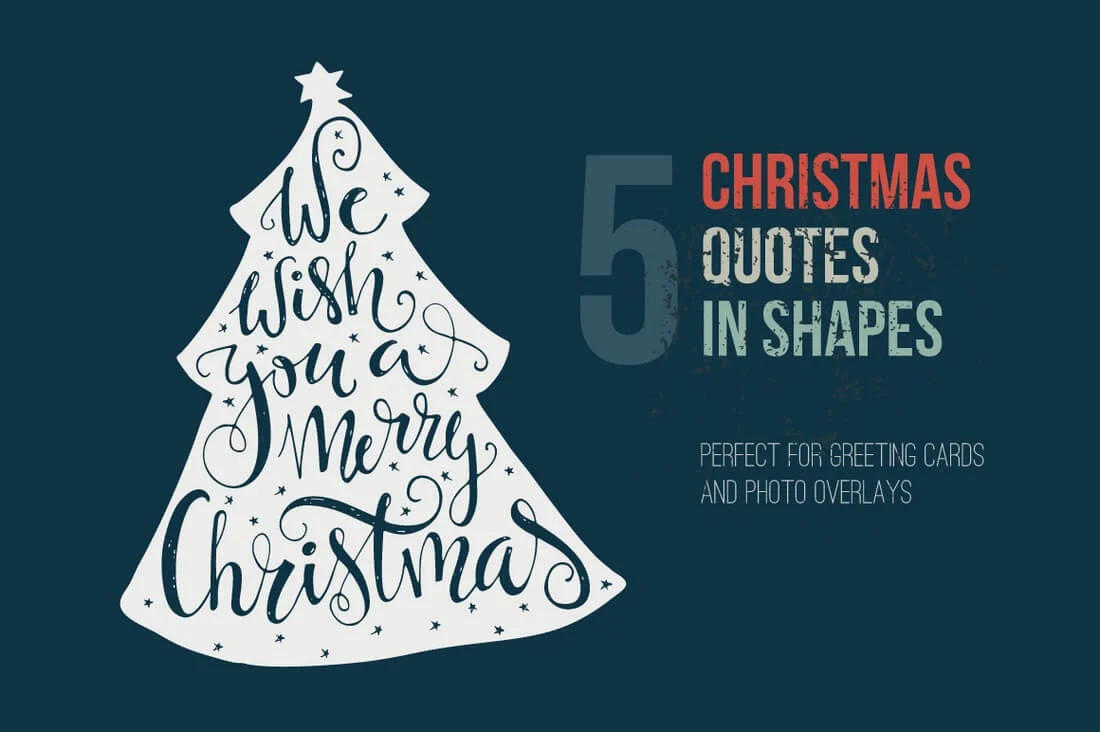 We
Wish
you a
Merry
Christmas
5
CHRISTMAS
QUOTES
IN SHAPES
PERFECT FOR GREETING CARDS
AND PHOTO OVERLAYS